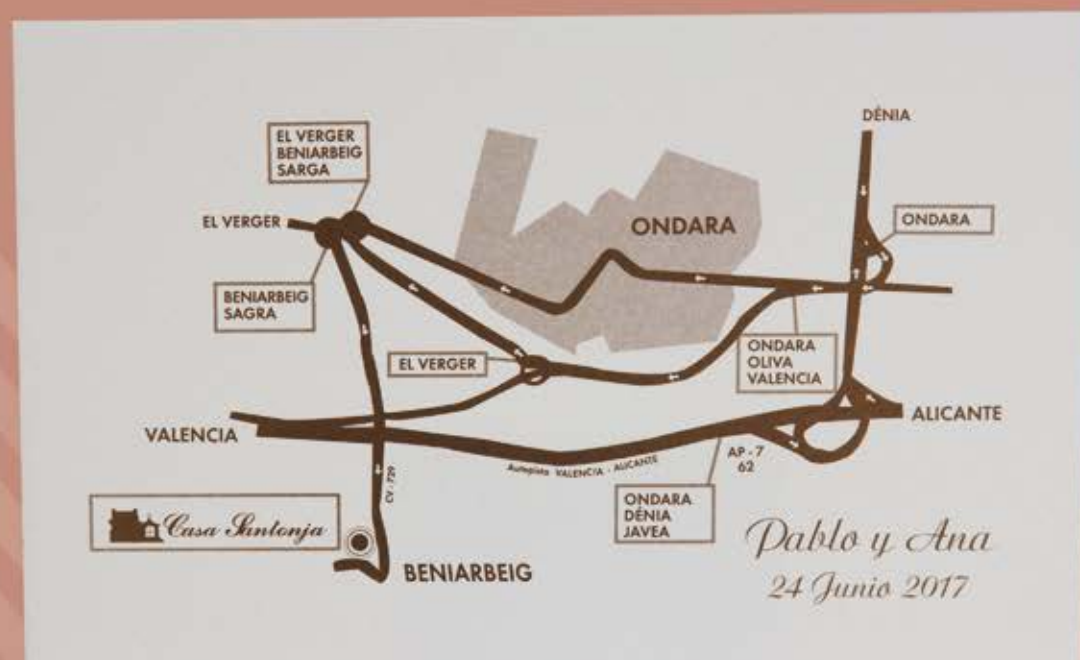 DÉNIA
EL VERGER
BENIARBEIG
SARGA
EL VERGER
ONDARA
ONDARA
BENIARBEIG
SAGRA
EL VERGER
ONDARA
OLIVA
VALENCIA
VALENCIA
ALICANTE
AP-7
62
Autopista VALENCIA - ALICANTE
CV-729
ONDARA
DÉNIA
JAVEA
Casa Santonja
BENIARBEIG
Pablo y Ana
24 Junio 2017